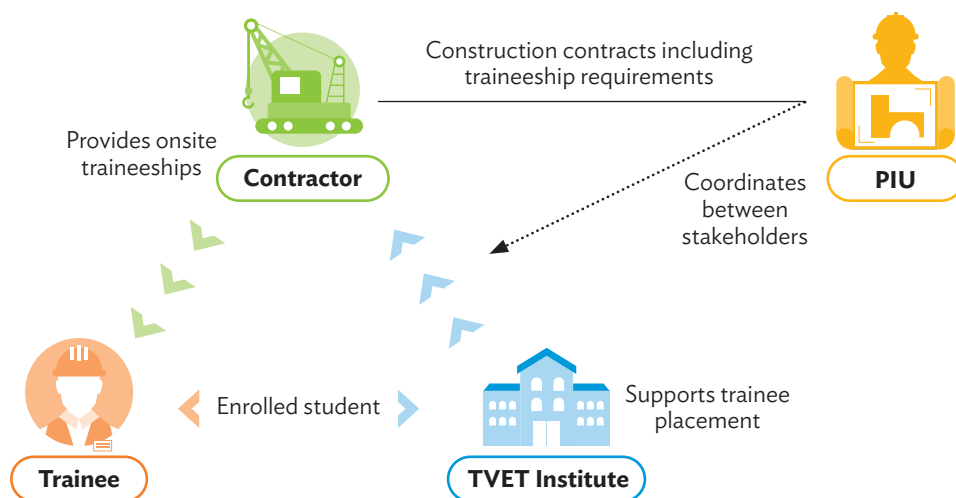 Construction contracts including
traineeship requirements
Provides onsite
traineeships
Contractor
PIU
Coordinates
between
stakeholders
Enrolled student
Supports trainee
placement
Trainee
TVET Institute